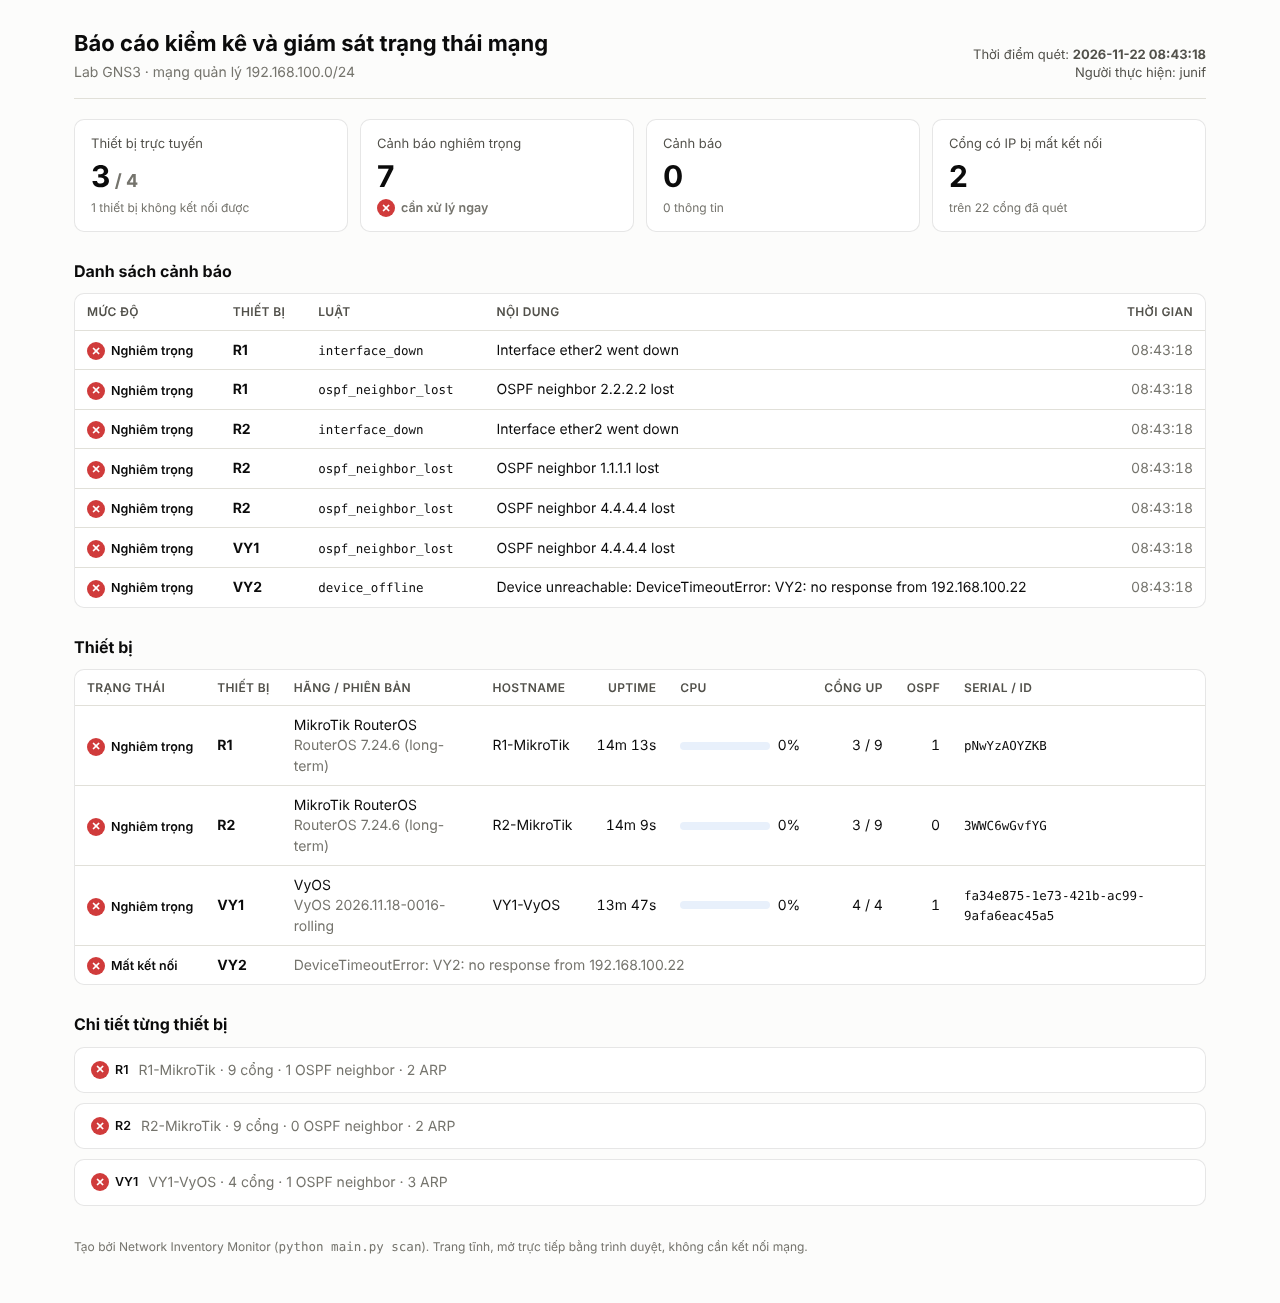 Báo cáo kiểm kê và giám sát trạng thái mạng
Lab GNS3 · mạng quản lý 192.168.100.0/24
Thời điểm quét: 2026-11-22 08:43:18
Người thực hiện: junif
Thiết bị trực tuyến
3 / 4
1 thiết bị không kết nối được
Cảnh báo nghiêm trọng
7
cần xử lý ngay
Cảnh báo
0
0 thông tin
Cổng có IP bị mất kết nối
2
trên 22 cổng đã quét
Danh sách cảnh báo
MỨC ĐỘ THIẾT BỊ LUẬT NỘI DUNG THỜI GIAN
Nghiêm trọng R1 interface_down Interface ether2 went down 08:43:18
Nghiêm trọng R1 ospf_neighbor_lost OSPF neighbor 2.2.2.2 lost 08:43:18
Nghiêm trọng R2 interface_down Interface ether2 went down 08:43:18
Nghiêm trọng R2 ospf_neighbor_lost OSPF neighbor 1.1.1.1 lost 08:43:18
Nghiêm trọng R2 ospf_neighbor_lost OSPF neighbor 4.4.4.4 lost 08:43:18
Nghiêm trọng VY1 ospf_neighbor_lost OSPF neighbor 4.4.4.4 lost 08:43:18
Nghiêm trọng VY2 device_offline Device unreachable: DeviceTimeoutError: VY2: no response from 192.168.100.22 08:43:18
Thiết bị
TRẠNG THÁI THIẾT BỊ HÃNG / PHIÊN BẢN HOSTNAME UPTIME CPU CỔNG UP OSPF SERIAL / ID
MikroTik RouterOS
Nghiêm trọng R1 RouterOS 7.24.6 (long- R1-MikroTik 14m 13s 0% 3 / 9 1 pNwYzAOYZKB
term)
MikroTik RouterOS
Nghiêm trọng R2 RouterOS 7.24.6 (long- R2-MikroTik 14m 9s 0% 3 / 9 0 3WWC6wGvfYG
term)
VyOS
Nghiêm trọng VY1 VyOS 2026.11.18-0016- VY1-VyOS 13m 47s 0% 4 / 4 1 fa34e875-1e73-421b-ac99-
rolling 9afa6eac45a5
Mất kết nối VY2 DeviceTimeoutError: VY2: no response from 192.168.100.22
Chi tiết từng thiết bị
R1 R1-MikroTik · 9 cổng · 1 OSPF neighbor · 2 ARP
R2 R2-MikroTik · 9 cổng · 0 OSPF neighbor · 2 ARP
VY1 VY1-VyOS · 4 cổng · 1 OSPF neighbor · 3 ARP
Tạo bởi Network Inventory Monitor (python main.py scan). Trang tĩnh, mở trực tiếp bằng trình duyệt, không cần kết nối mạng.